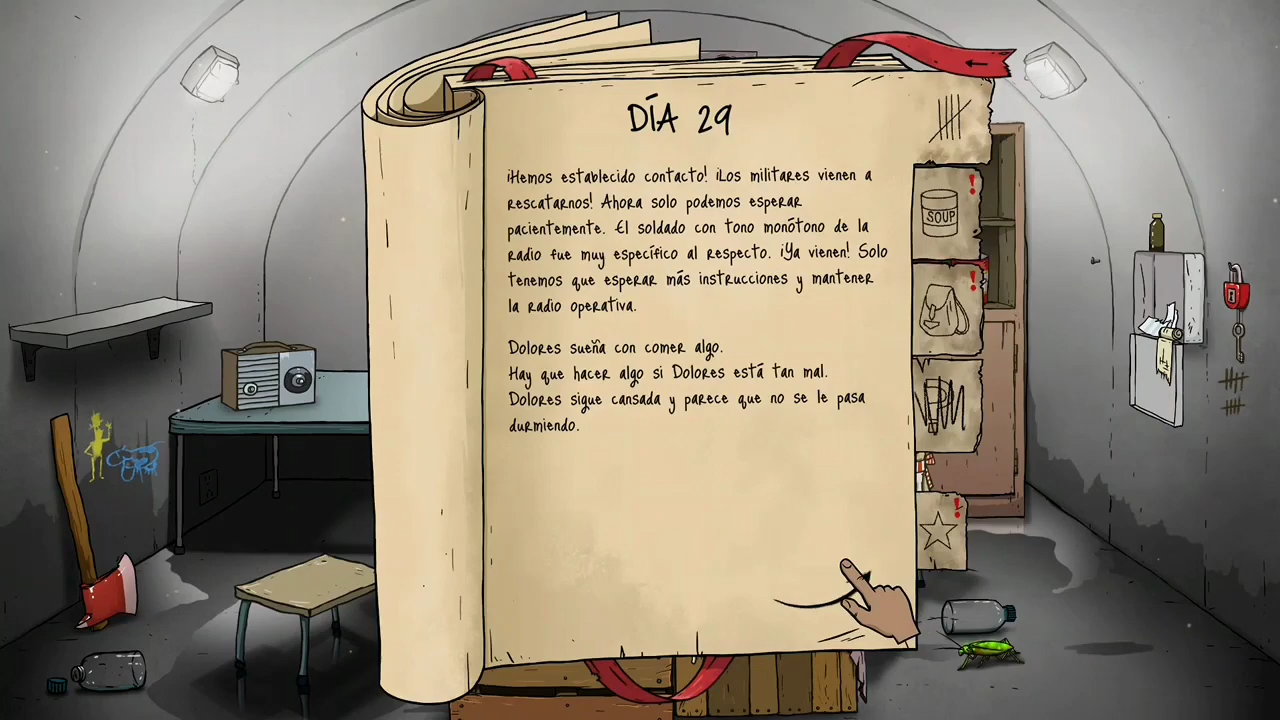 DÍA 29
¡Hemos establecido contacto! ¡Los militares vienen a
rescatarnos! Ahora solo podemos esperar
pacientemente. El soldado con tono monótono de la
radio fue muy específico al respecto. ¡Ya vienen! Solo
tenemos que esperar más instrucciones y mantener
la radio operativa.
Dolores sueña con comer algo.
Hay que hacer algo si Dolores está tan mal.
Dolores sigue cansada y parece que no se le pasa
durmiendo.
!
SOUP
!
!